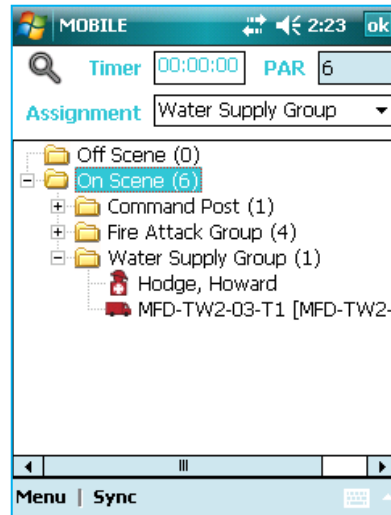 MOBILE 2:23 ok
Timer 00:00:00 PAR 6
Assignment Water Supply Group
Off Scene (0)
On Scene (6)
Command Post (1)
Fire Attack Group (4)
Water Supply Group (1)
Hodge, Howard
MFD-TW2-03-T1 [MFD-TW2-
Menu | Sync